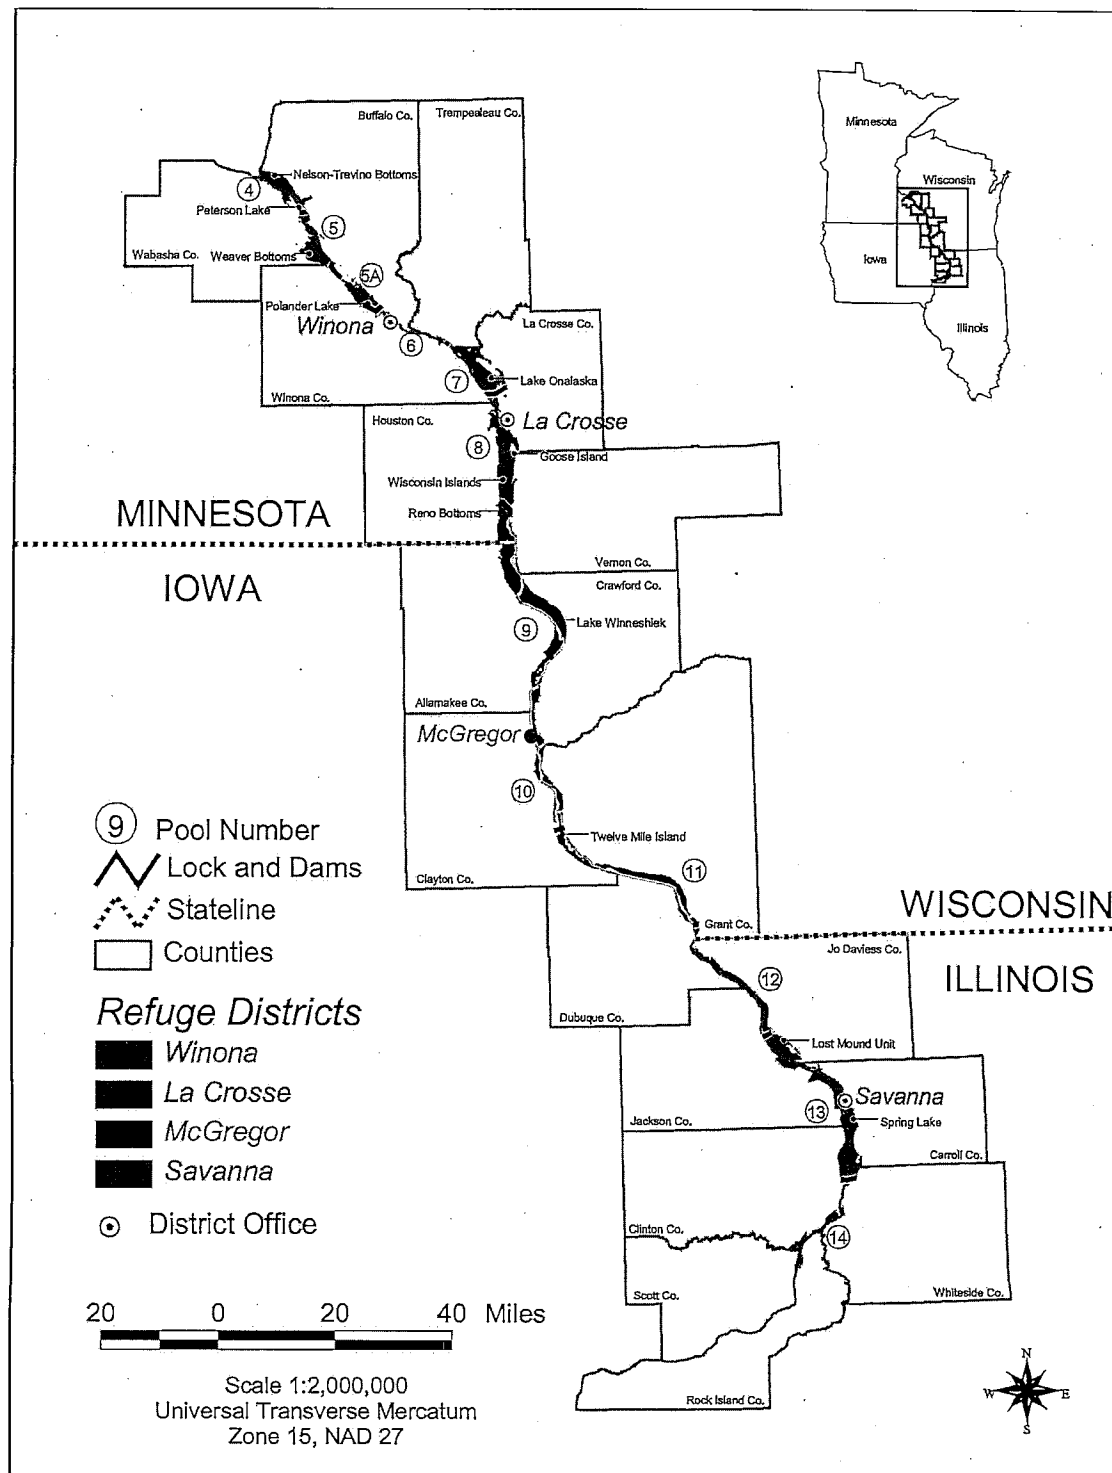 Buffalo Co.
Trempealeau Co.
Minnesota
Wisconsin
Iowa
Illinois
Nelson-Trevino Bottoms
4
Peterson Lake
5
Wabasha Co.
Weaver Bottoms
5A
Polander Lake
Winona
6
La Crosse Co.
7
Lake Onalaska
Winona Co.
Houston Co.
La Crosse
8
Goose Island
Wisconsin Islands
Reno Bottoms
MINNESOTA
IOWA
Vernon Co.
Crawford Co.
9
Lake Winneshiek
Allamakee Co.
McGregor
10
Twelve Mile Island
11
Clayton Co.
Grant Co.
WISCONSIN
Jo Daviess Co.
ILLINOIS
12
Dubuque Co.
Lost Mound Unit
Savanna
13
Jackson Co.
Spring Lake
Carroll Co.
Clinton Co.
14
Scott Co.
Whiteside Co.
Rock Island Co.
9 Pool Number
Lock and Dams
Stateline
Counties
Refuge Districts
Winona
La Crosse
McGregor
Savanna
District Office
20 0 20 40 Miles
Scale 1:2,000,000
Universal Transverse Mercatum
Zone 15, NAD 27
N
W E
S